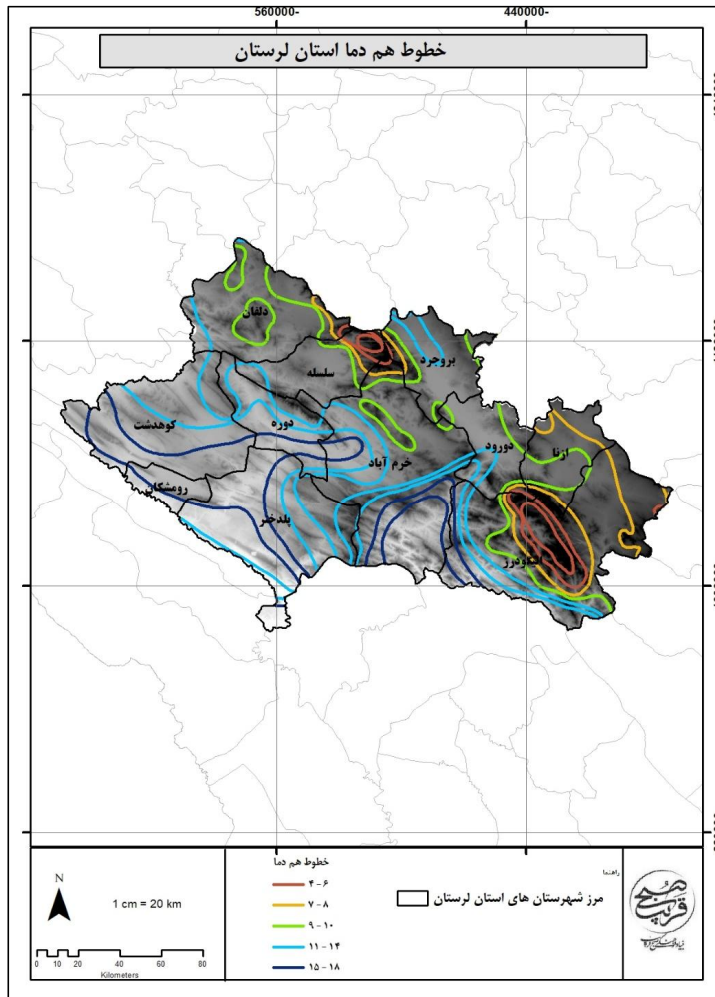 560000-
440000-
خطوط هم دما استان لرستان
دلفان
بروجرد
سلسله
کوهدشت
دوره
خرم آباد
دورود
ازنا
رومشکان
پلدختر
الیگودرز
خطوط هم دما
۴ - ۶
۷ - ۸
۹ - ۱۰
۱۱ - ۱۴
۱۵ - ۱۸
راهنما
مرز شهرستان های استان لرستان
N
1 cm = 20 km
0 10 20 40 60 80
Kilometers